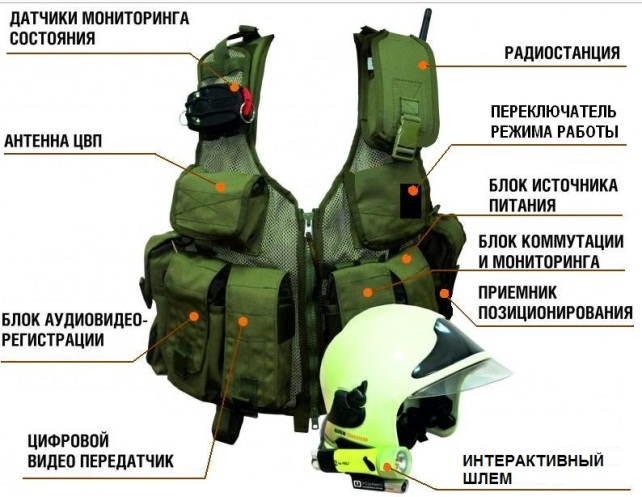 ДАТЧИКИ МОНИТОРИНГА
СОСТОЯНИЯ
АНТЕННА ЦВП
БЛОК АУДИОВИДЕО-
РЕГИСТРАЦИИ
ЦИФРОВОЙ
ВИДЕО ПЕРЕДАТЧИК
РАДИОСТАНЦИЯ
ПЕРЕКЛЮЧАТЕЛЬ
РЕЖИМА РАБОТЫ
БЛОК ИСТОЧНИКА
ПИТАНИЯ
БЛОК КОММУТАЦИИ
И МОНИТОРИНГА
ПРИЕМНИК
ПОЗИЦИОНИРОВАНИЯ
ИНТЕРАКТИВНЫЙ
ШЛЕМ